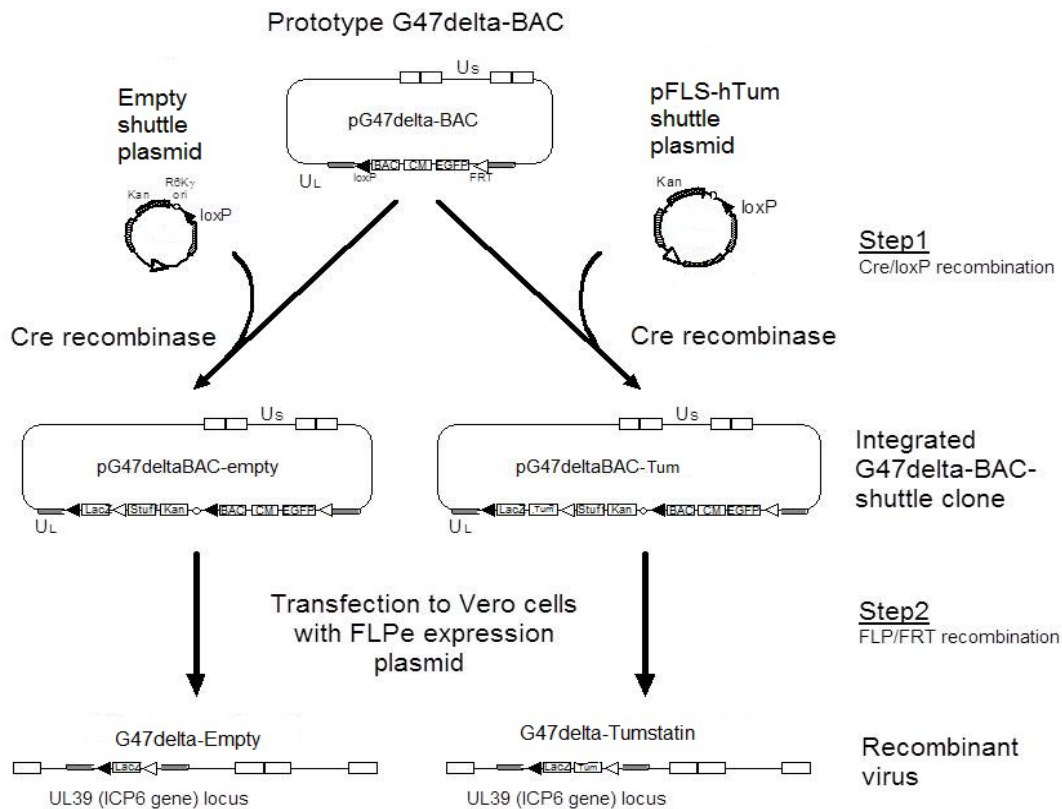 Prototype G47delta-BAC
Us
Empty
shuttle
plasmid
pG47delta-BAC
pFLS-hTum
shuttle
plasmid
BAC CM EGFP
loxP FRT
UL
R6Kγ
Kan ori
loxP
Kan
loxP
Step1
Cre/loxP recombination
Cre recombinase
Cre recombinase
Us
Us
pG47deltaBAC-empty
pG47deltaBAC-Tum
Integrated
G47delta-BAC-
shuttle clone
LacZ Stuf Kan BAC CM EGFP
LacZ Tum Stuf Kan BAC CM EGFP
UL
UL
Transfection to Vero cells
with FLPe expression
plasmid
Step2
FLP/FRT recombination
G47delta-Empty
G47delta-Tumstatin
Recombinant
virus
LacZ
LacZ Tum
UL39 (ICP6 gene) locus
UL39 (ICP6 gene) locus